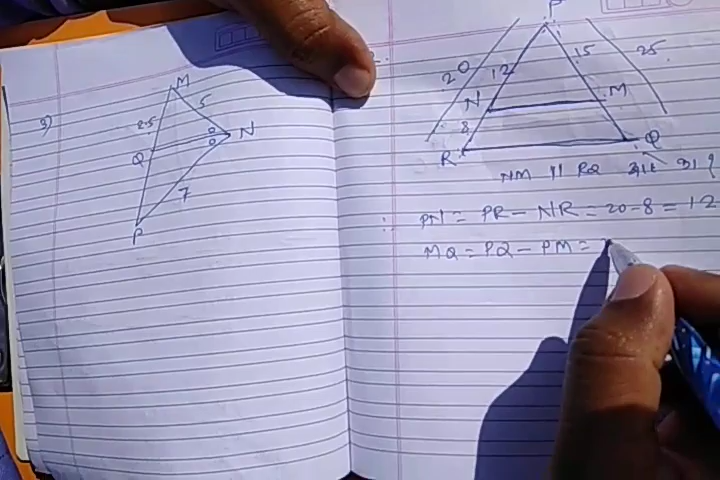 3)
M
5
2.5
N
Q
7
P
P
20
12
15
25
N
M
8
R
Q
NM || RQ
PN = PR - NR = 20-8 = 12
MQ = PQ - PM =